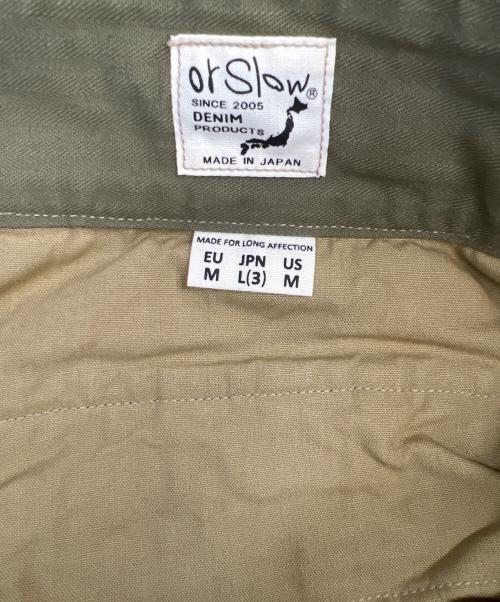 orSlow®
SINCE 2005
DENIM
PRODUCTS
MADE IN JAPAN
MADE FOR LONG AFFECTION
EU JPN US
M L(3) M